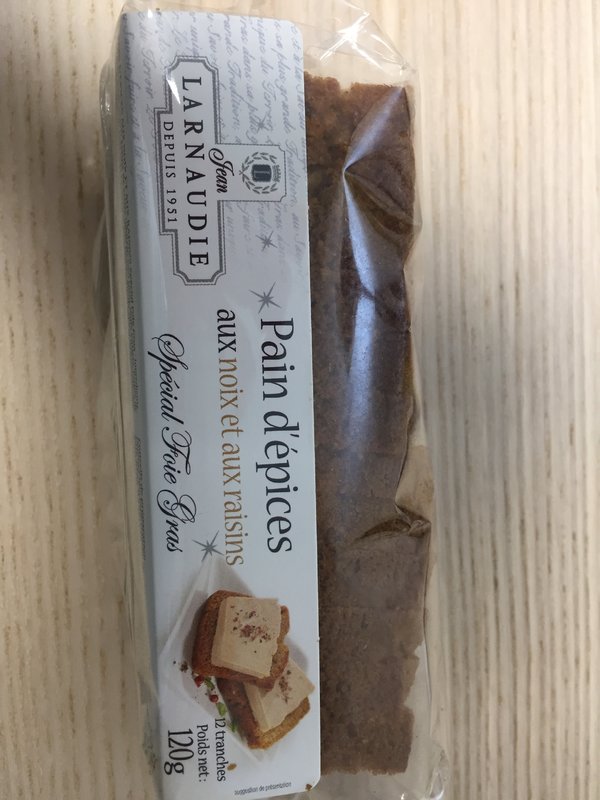 Jean
LARNAUDIE
DEPUIS 1951
Pain d'épices
aux noix et aux raisins
Spécial Foie Gras
12 tranches
Poids net :
120g
suggestion de présentation